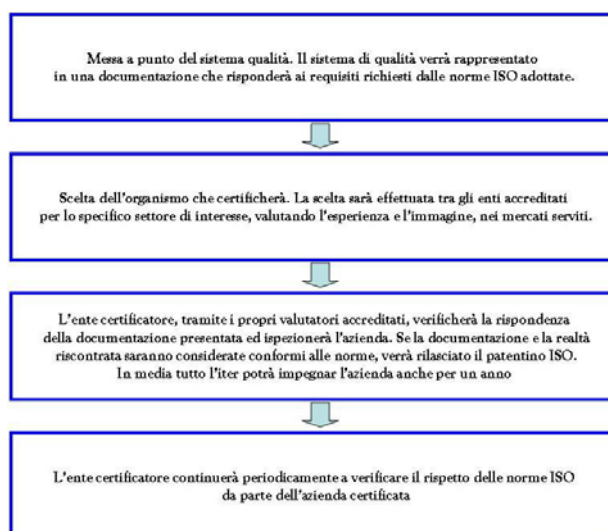 Messa a punto del sistema qualità. Il sistema di qualità verrà rappresentato
in una documentazione che risponderà ai requisiti richiesti dalle norme ISO adottate.
Scelta dell'organismo che certificherà. La scelta sarà effettuata tra gli enti accreditati
per lo specifico settore di interesse, valutando l'esperienza e l'immagine, nei mercati serviti.
L'ente certificatore, tramite i propri valutatori accreditati, verificherà la rispondenza
della documentazione presentata ed ispezionerà l'azienda. Se la documentazione e la realtà
riscontrata saranno considerate conformi alle norme, verrà rilasciato il patentino ISO.
In media tutto l'iter potrà impegnar l'azienda anche per un anno
L'ente certificatore continuerà periodicamente a verificare il rispetto delle norme ISO
da parte dell'azienda certificata